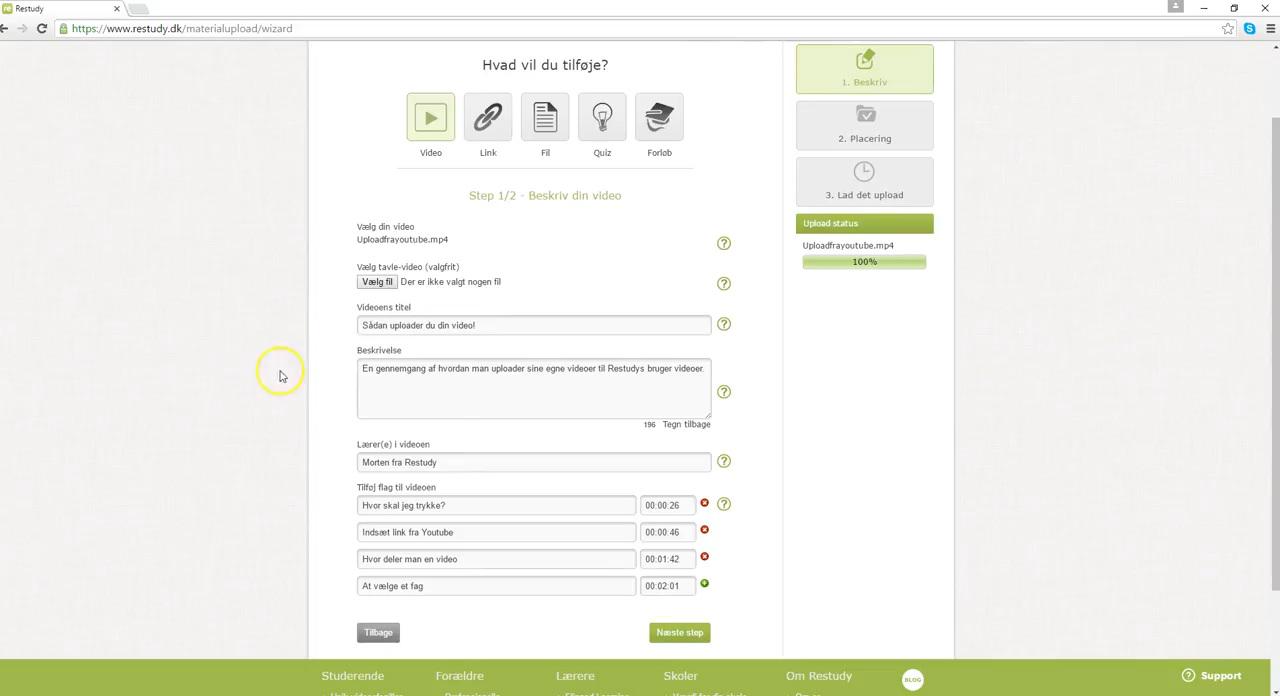 re Restudy
https://www.restudy.dk/materialupload/wizard
Hvad vil du tilføje?
Video
Link
Fil
Quiz
Forløb
Step 1/2 - Beskriv din video
Vælg din video
Uploadfrayoutube.mp4
?
Vælg tavle-video (valgfrit)
Vælg fil Der er ikke valgt nogen fil
?
Videoens titel
Sådan uploader du din video!
?
Beskrivelse
En gennemgang af hvordan man uploader sine egne videoer til Restudys bruger videoer.
?
196 Tegn tilbage
Lærer(e) i videoen
Morten fra Restudy
?
Tilføj flag til videoen
Hvor skal jeg trykke? 00:00:26
?
Indsæt link fra Youtube 00:00:46
Hvor deler man en video 00:01:42
At vælge et fag 00:02:01
Tilbage
Næste step
1. Beskriv
2. Placering
3. Lad det upload
Upload status
Uploadfrayoutube.mp4
100%
Studerende
Forældre
Lærere
Skoler
Om Restudy
BLOG
? Support